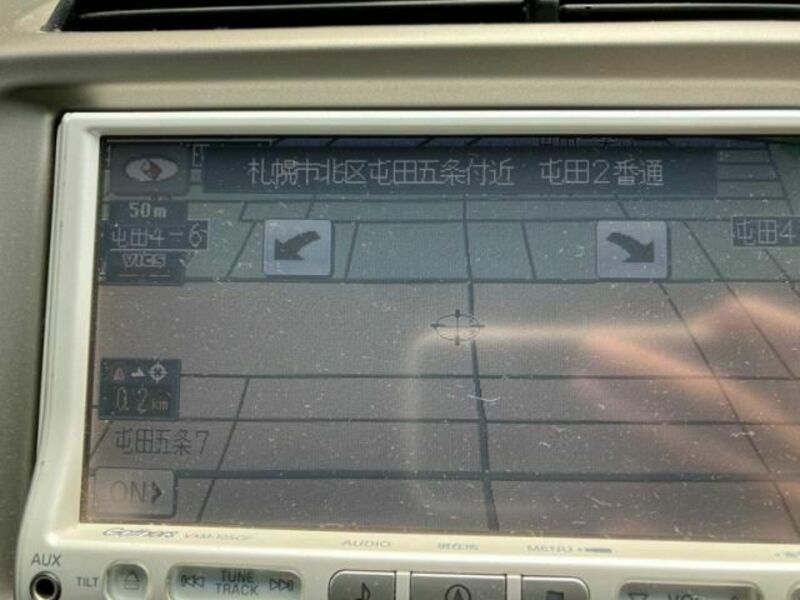 札幌市北区屯田五条付近 屯田2番通
50m
屯田4-6
VICS
屯田4
0.2km
屯田五条7
ON>
Gathers
AUDIO
MENU
AUX
TILT
TUNE
TRACK
VOL